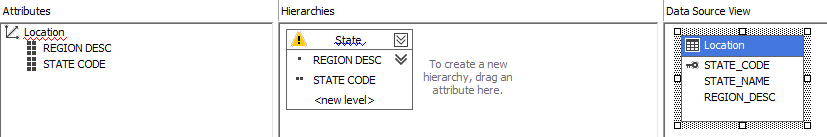 Attributes
Location
REGION DESC
STATE CODE
Hierarchies
State
REGION DESC
STATE CODE
<new level>
To create a new
hierarchy, drag an
attribute here.
Data Source View
Location
STATE_CODE
STATE_NAME
REGION_DESC